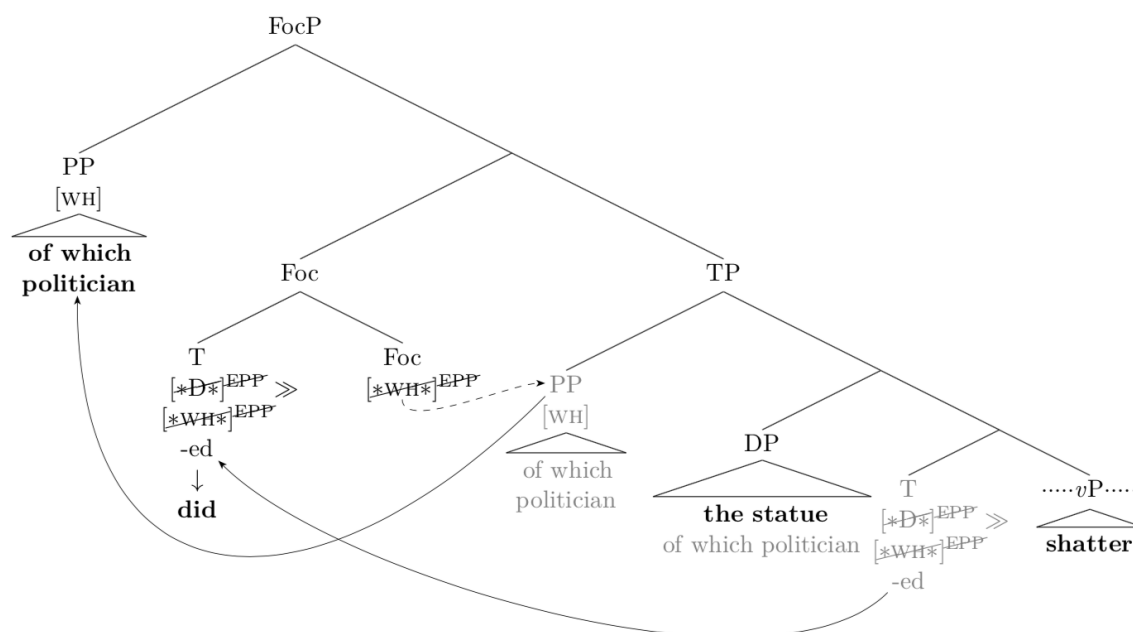 FocP
PP
[WH]
of which
politician
Foc
TP
T
[*D*]EPP ≫
[*WH*]EPP
-ed
↓
did
Foc
[*WH*]EPP
PP
[WH]
of which
politician
DP
the statue
of which politician
T
[*D*]EPP ≫
[*WH*]EPP
-ed
.....vP.....
shatter